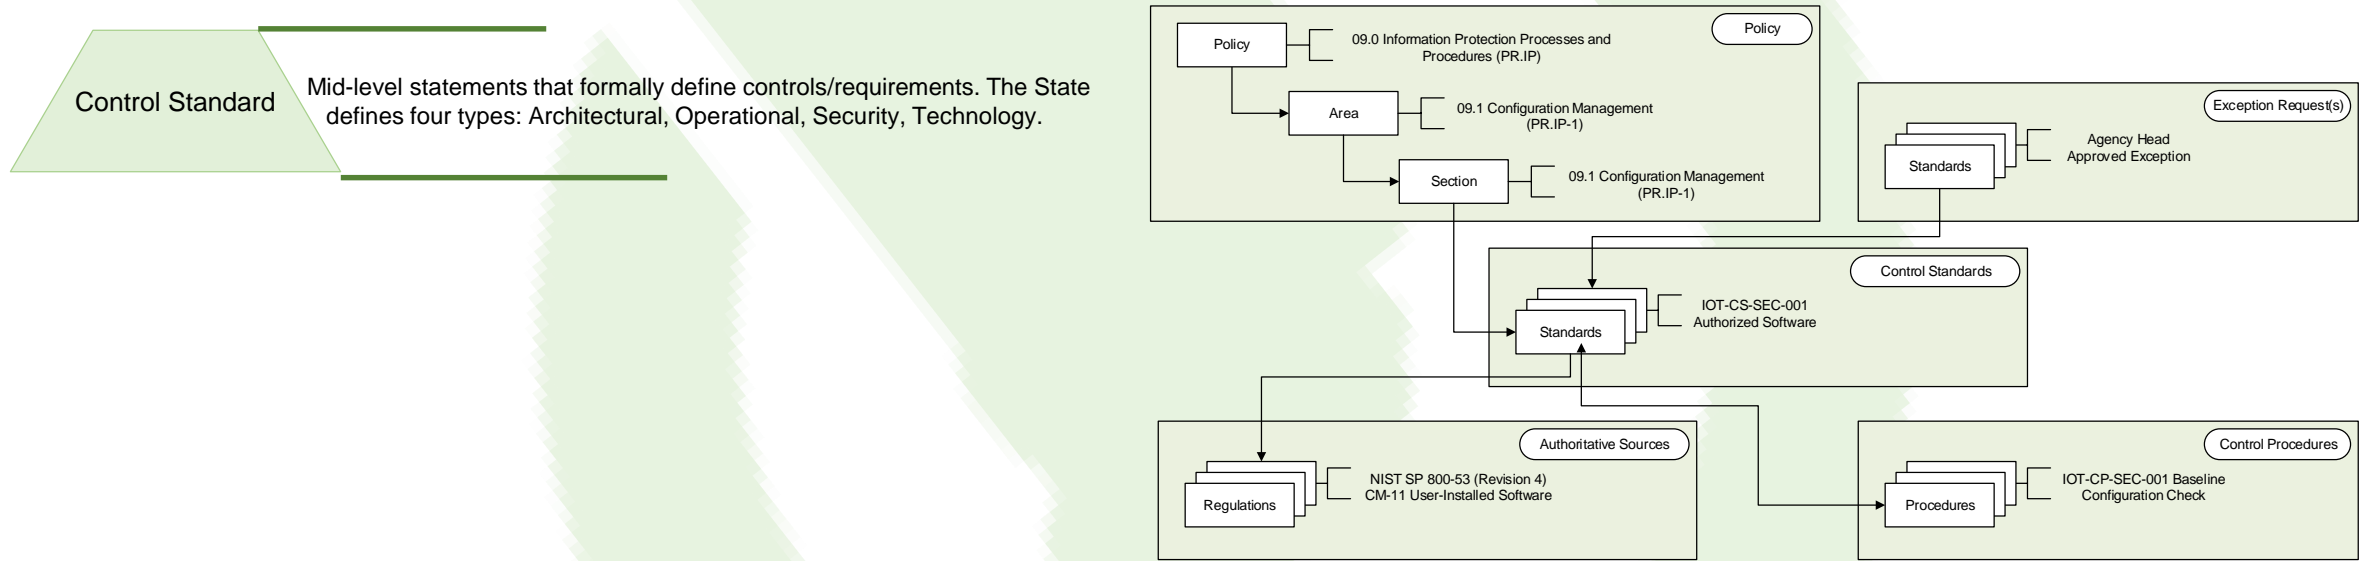 Control Standard
Mid-level statements that formally define controls/requirements. The State
defines four types: Architectural, Operational, Security, Technology.
Policy
Policy
09.0 Information Protection Processes and
Procedures (PR.IP)
Area
09.1 Configuration Management
(PR.IP-1)
Section
09.1 Configuration Management
(PR.IP-1)
Exception Request(s)
Standards
Agency Head
Approved Exception
Control Standards
Standards
IOT-CS-SEC-001
Authorized Software
Authoritative Sources
Regulations
NIST SP 800-53 (Revision 4)
CM-11 User-Installed Software
Control Procedures
Procedures
IOT-CP-SEC-001 Baseline
Configuration Check